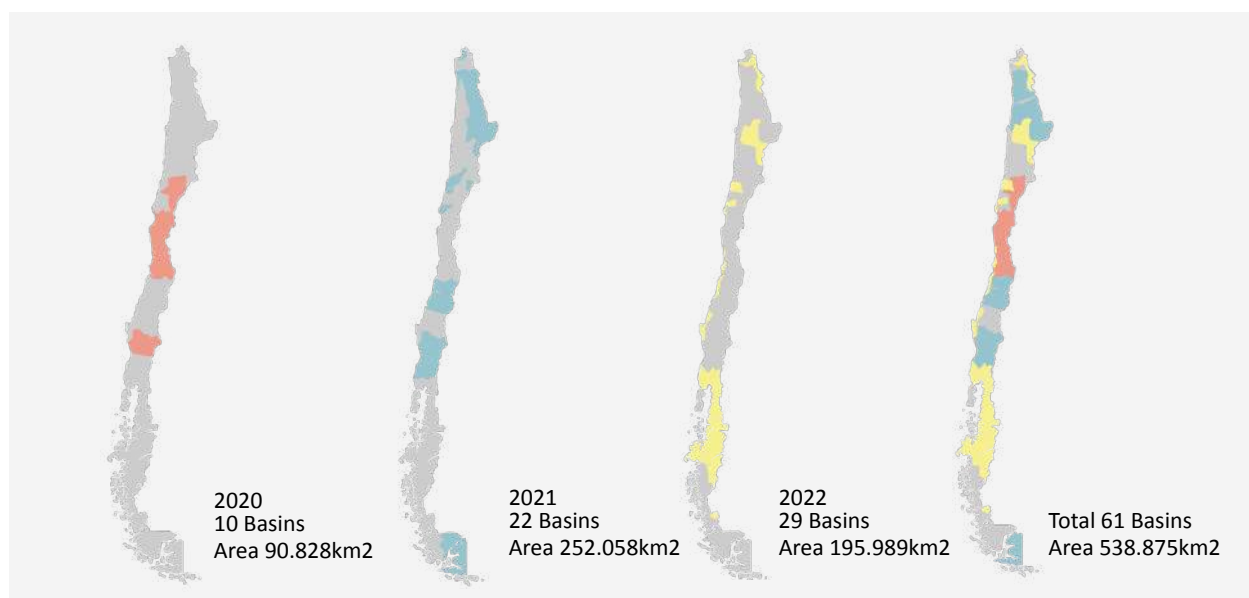 2020
10 Basins
Area 90.828km2
2021
22 Basins
Area 252.058km2
2022
29 Basins
Area 195.989km2
Total 61 Basins
Area 538.875km2